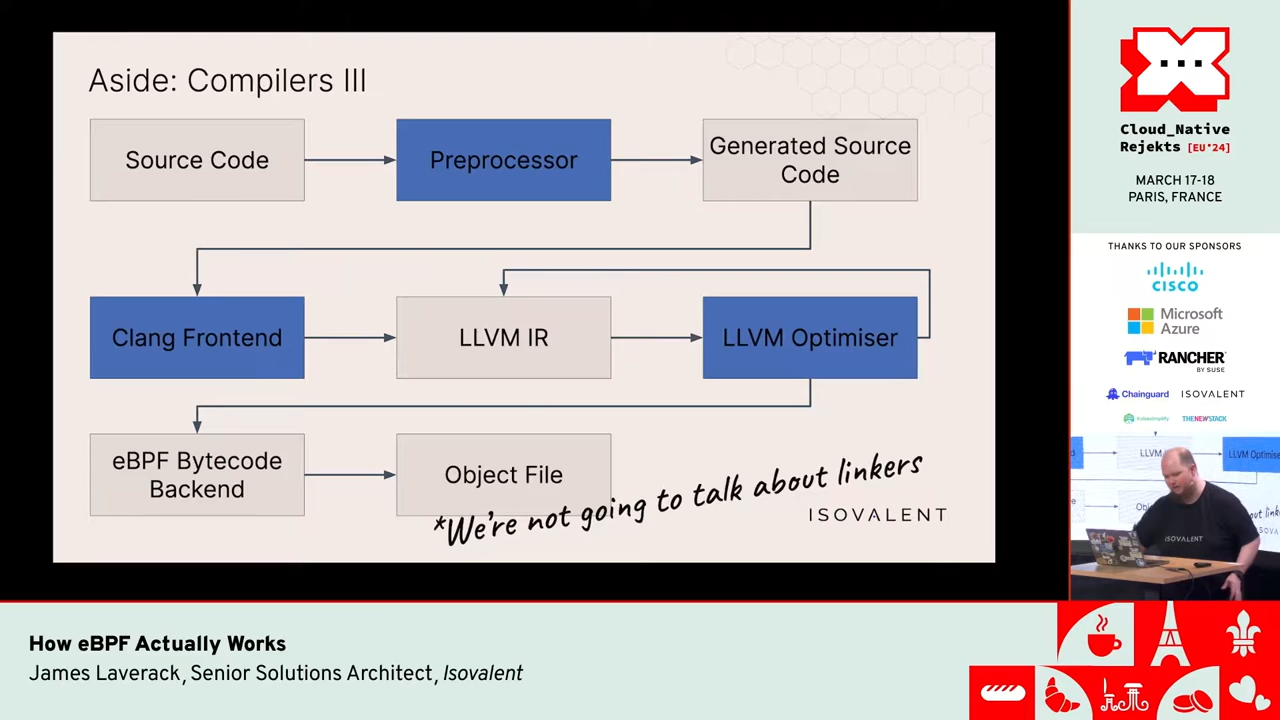 Aside: Compilers III
Source Code
Preprocessor
Generated Source
Code
Clang Frontend
LLVM IR
LLVM Optimiser
eBPF Bytecode
Backend
Object File
*We're not going to talk about linkers
ISOVALENT
Cloud_Native
Rejekts [EU'24]
MARCH 17-18
PARIS, FRANCE
THANKS TO OUR SPONSORS
CISCO
Microsoft
Azure
RANCHER
BY SUSE
Chainguard
ISOVALENT
THENEWSTACK
LLVM
LLVM Optimise
ISOVALENT
How eBPF Actually Works
James Laverack, Senior Solutions Architect, Isovalent